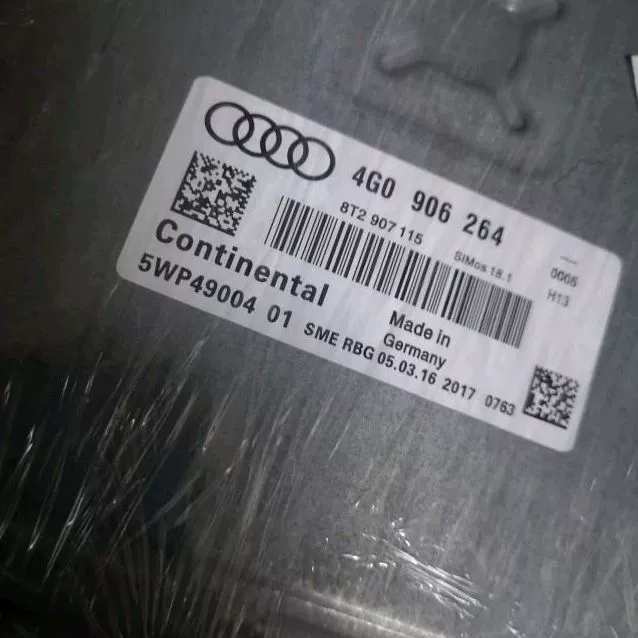 4G0 906 264
8T2 907 115 SIMos 18.1 0005
H13
Continental
5WP49004 01
Made in
Germany
SME RBG 05.03.16 2017 0763